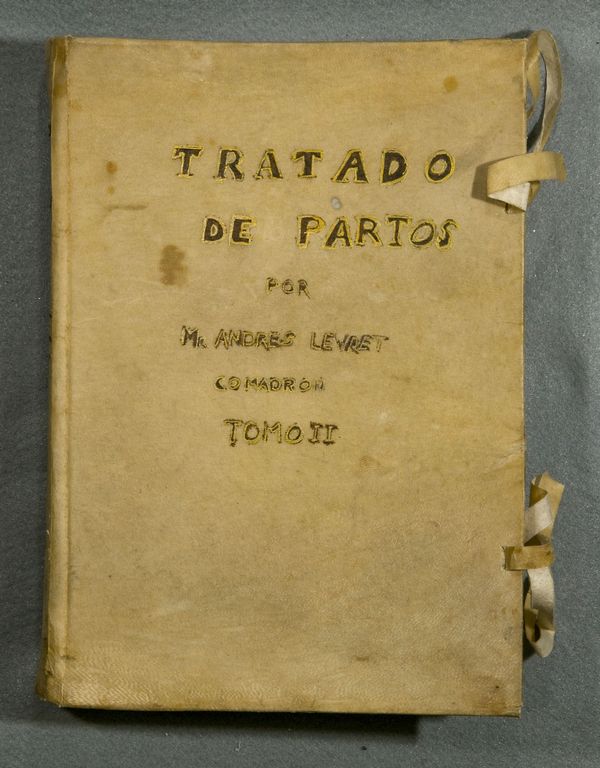 TRATADO
DE PARTOS
POR
Mr. ANDRES LEVRET
COMADRON
TOMO II